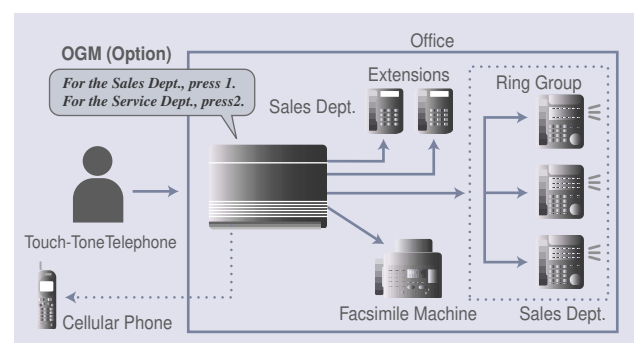 Office
OGM (Option)
For the Sales Dept., press 1.
For the Service Dept., press2.
Extensions
Ring Group
Sales Dept.
Touch-ToneTelephone
Cellular Phone
Facsimile Machine
Sales Dept.